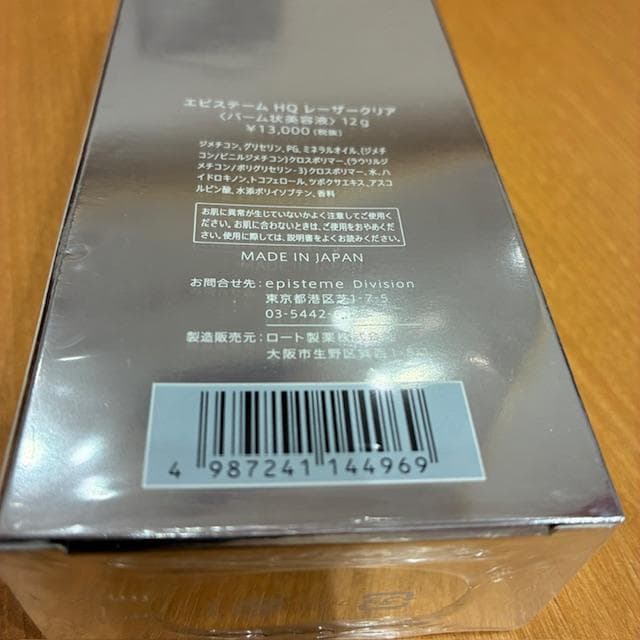 エピステーム HQ レーザークリア
〈バーム状美容液〉 12g
¥13,000(税抜)
ジメチコン, グリセリン, PG, ミネラルオイル, (ジメチ
コン/ビニルジメチコン)クロスポリマー, (ラウリルジ
メチコン/ポリグリセリン-3)クロスポリマー, 水, ハ
イドロキノン, トコフェロール, ツボクサエキス, アスコ
ルビン酸, 水添ポリイソブテン, 香料
お肌に異常が生じていないかよく注意してご使用く
ださい。お肌に合わないときは、ご使用をおやめくだ
さい。使用に際しては、説明書をよくお読みください。
MADE IN JAPAN
お問合せ先：episteme Division
東京都港区芝1-7-5
03-5442-
製造販売元：ロート製薬
大阪市生野区
4 987241 144969